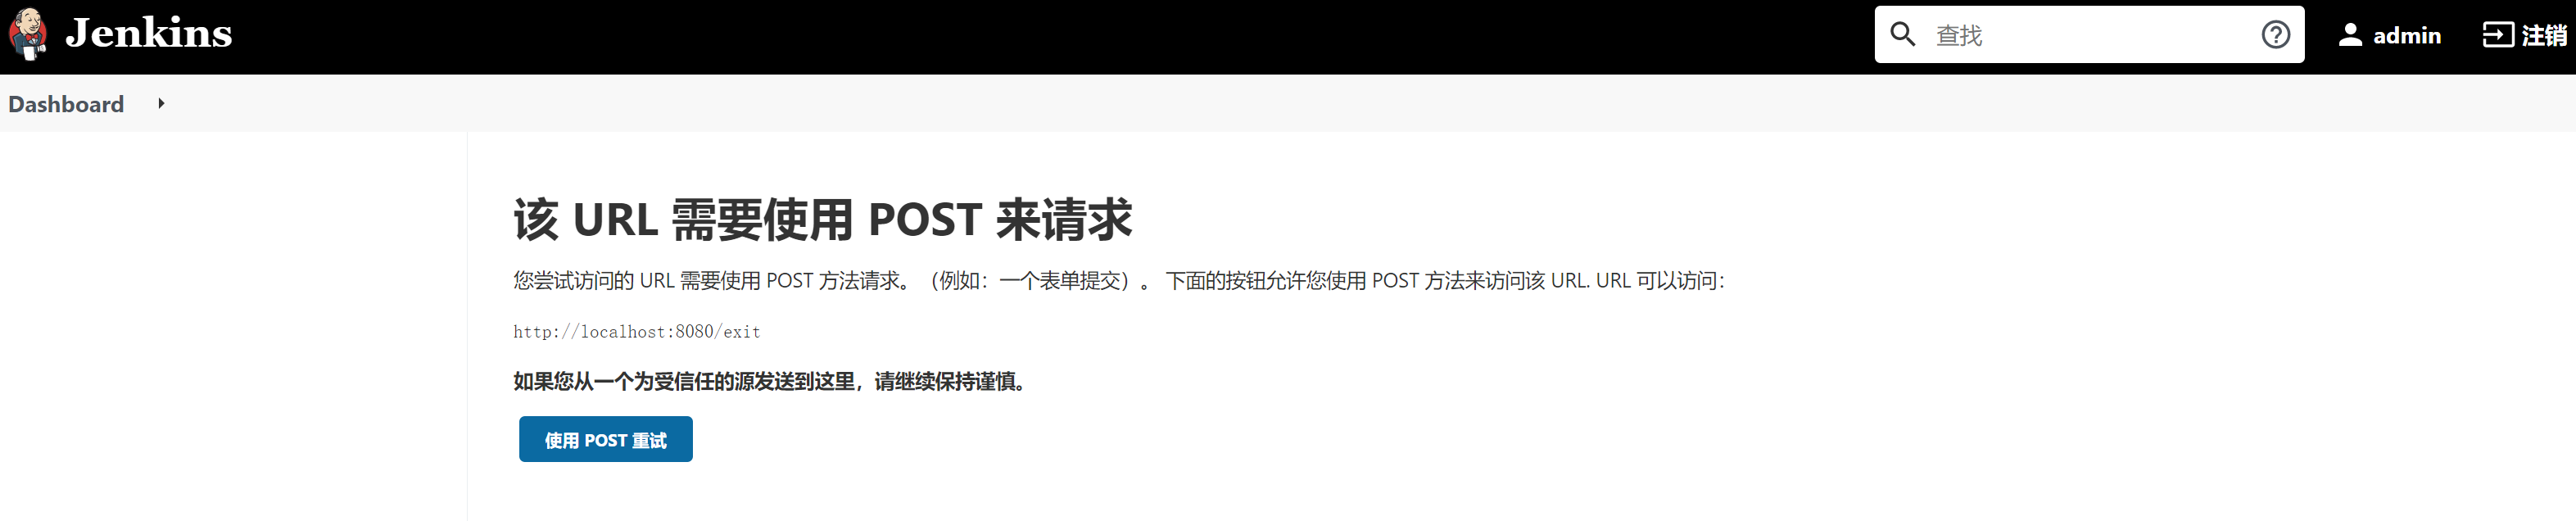 Jenkins
查找
admin
注销
Dashboard
该 URL 需要使用 POST 来请求
您尝试访问的 URL 需要使用 POST 方法请求。（例如：一个表单提交）。 下面的按钮允许您使用 POST 方法来访问该 URL. URL 可以访问：
http://localhost:8080/exit
如果您从一个为受信任的源发送到这里，请继续保持谨慎。
使用 POST 重试